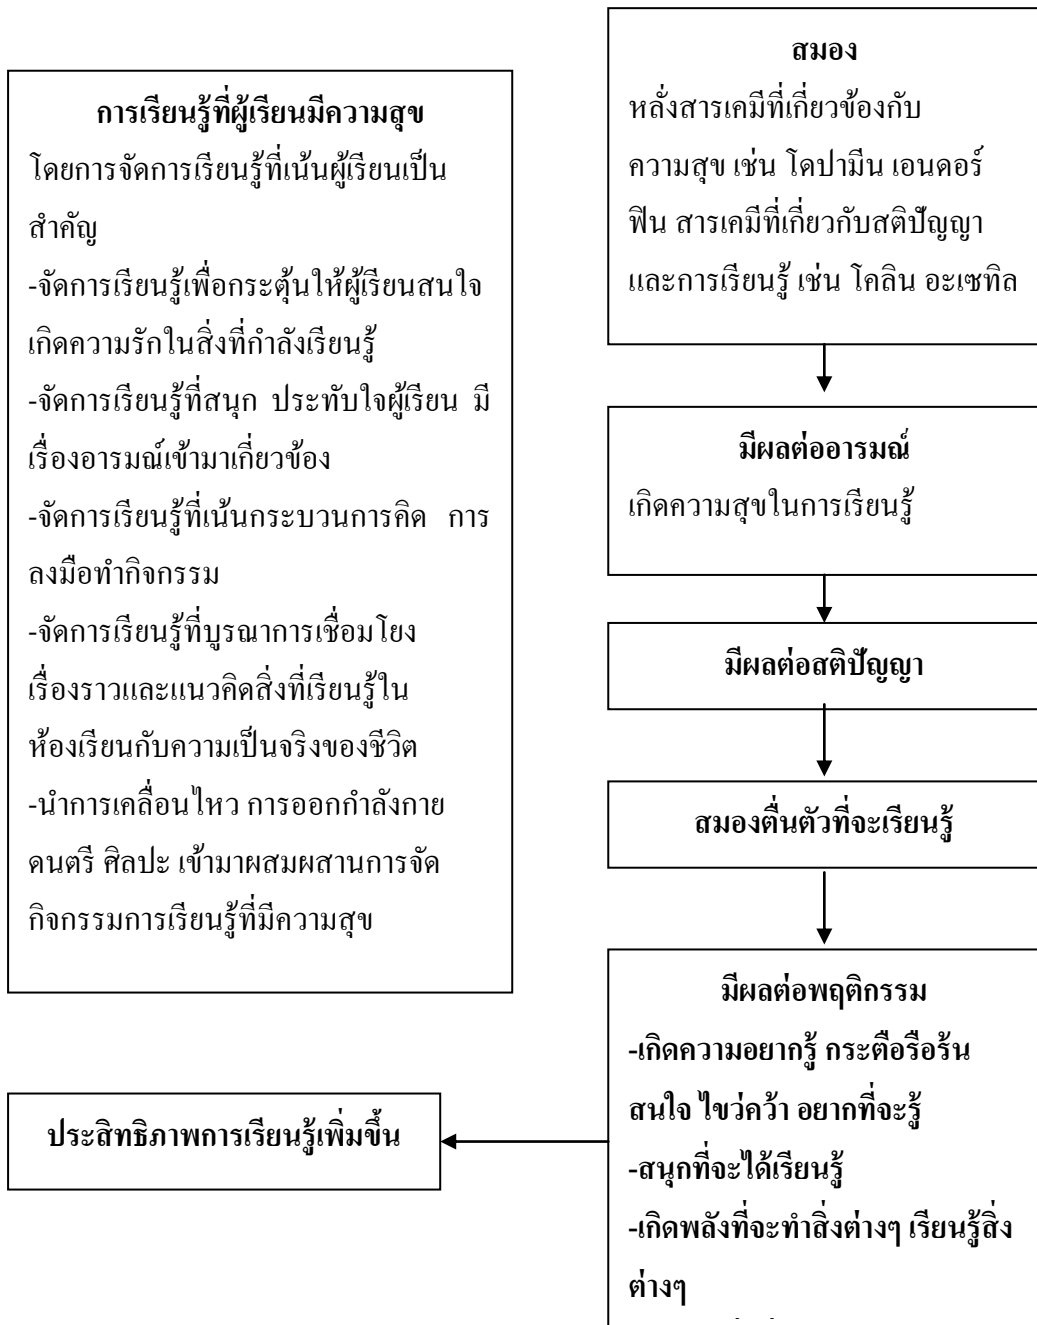 การเรียนรู้ที่ผู้เรียนมีความสุข
โดยการจัดการเรียนรู้ที่เน้นผู้เรียนเป็น
สำคัญ
-จัดการเรียนรู้เพื่อกระตุ้นให้ผู้เรียนสนใจ
เกิดความรักในสิ่งที่กำลังเรียนรู้
-จัดการเรียนรู้ที่สนุก ประทับใจผู้เรียน มี
เรื่องอารมณ์เข้ามาเกี่ยวข้อง
-จัดการเรียนรู้ที่เน้นกระบวนการคิด การ
ลงมือทำกิจกรรม
-จัดการเรียนรู้ที่บูรณาการเชื่อมโยง
เรื่องราวและแนวคิดสิ่งที่เรียนรู้ใน
ห้องเรียนกับความเป็นจริงของชีวิต
-นำการเคลื่อนไหว การออกกำลังกาย
ดนตรี ศิลปะ เข้ามาผสมผสานการจัด
กิจกรรมการเรียนรู้ที่มีความสุข
สมอง
หลั่งสารเคมีที่เกี่ยวข้องกับ
ความสุข เช่น โดปามีน เอนดอร์
ฟิน สารเคมีที่เกี่ยวกับสติปัญญา
และการเรียนรู้ เช่น โคลิน อะเซทิล
มีผลต่ออารมณ์
เกิดความสุขในการเรียนรู้
มีผลต่อสติปัญญา
สมองตื่นตัวที่จะเรียนรู้
มีผลต่อพฤติกรรม
-เกิดความอยากรู้ กระตือรือร้น
สนใจ ไขว่คว้า อยากที่จะรู้
-สนุกที่จะได้เรียนรู้
-เกิดพลังที่จะทำสิ่งต่างๆ เรียนรู้สิ่ง
ต่างๆ
ประสิทธิภาพการเรียนรู้เพิ่มขึ้น